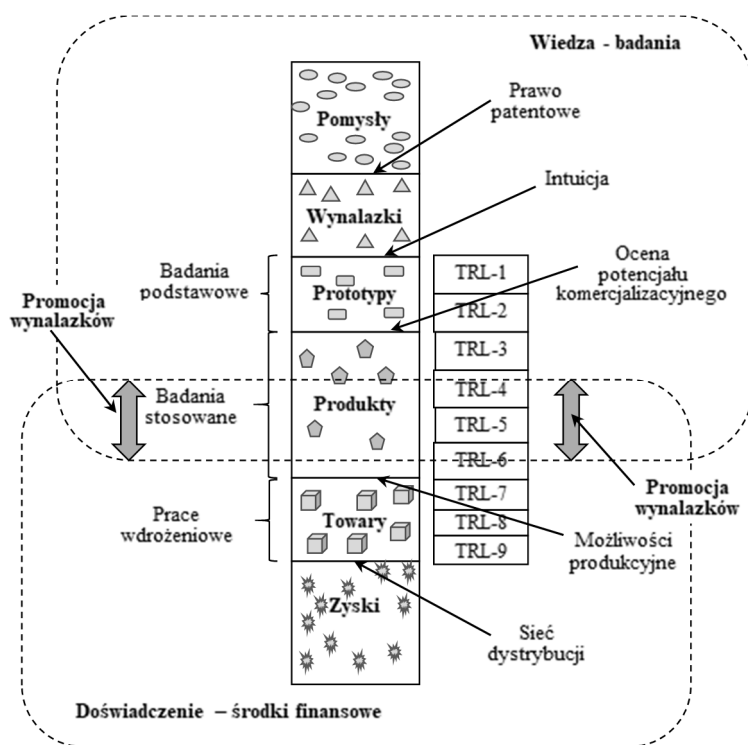 Wiedza - badania
Prawo
patentowe
Pomysły
Intuicja
Wynalazki
Ocena
potencjału
komercjalizacyjnego
Badania
podstawowe
Prototypy
TRL-1
TRL-2
Promocja
wynalazków
TRL-3
TRL-4
Badania
stosowane
Produkty
TRL-5
TRL-6
Promocja
wynalazków
TRL-7
Prace
wdrożeniowe
Towary
TRL-8
TRL-9
Możliwości
produkcyjne
Zyski
Sieć
dystrybucji
Doświadczenie – środki finansowe